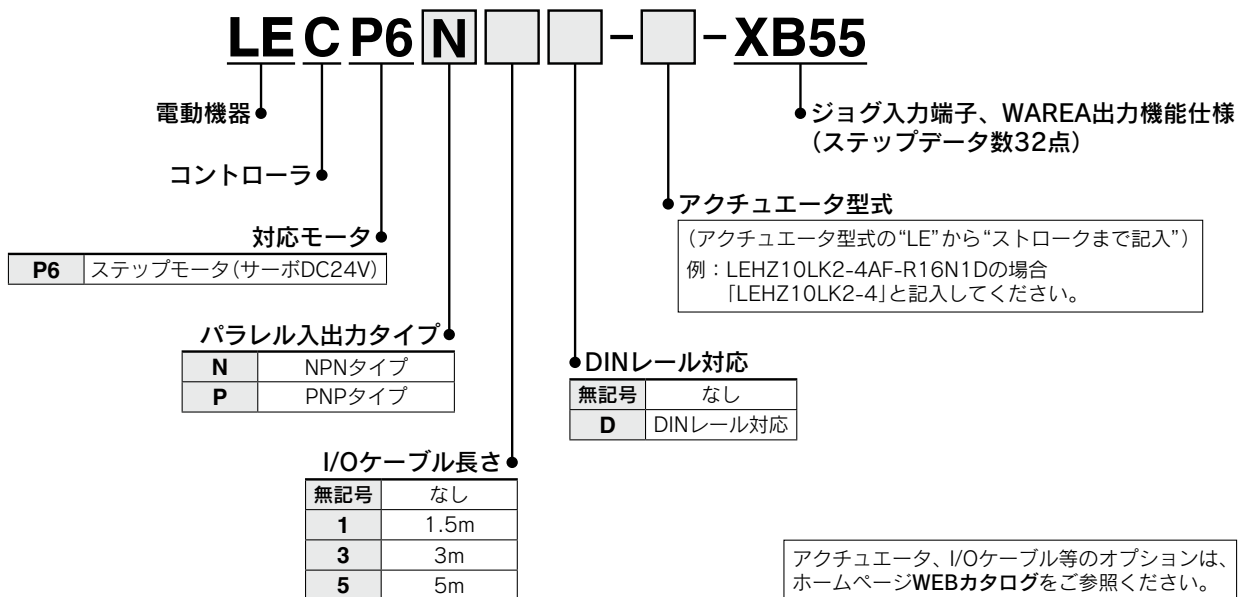 LECP6N□□-□-XB55
電動機器
ジョグ入力端子、WAREA出力機能仕様
（ステップデータ数32点）
コントローラ
アクチュエータ型式
（アクチュエータ型式の“LE”から“ストロークまで記入”）
例：LEHZ10LK2-4AF-R16N1Dの場合
「LEHZ10LK2-4」と記入してください。
対応モータ
P6 ステップモータ（サーボDC24V）
パラレル入出力タイプ
N NPNタイプ
P PNPタイプ
DINレール対応
無記号 なし
D DINレール対応
I/Oケーブル長さ
無記号 なし
1 1.5m
3 3m
5 5m
アクチュエータ、I/Oケーブル等のオプションは、
ホームページWEBカタログをご参照ください。